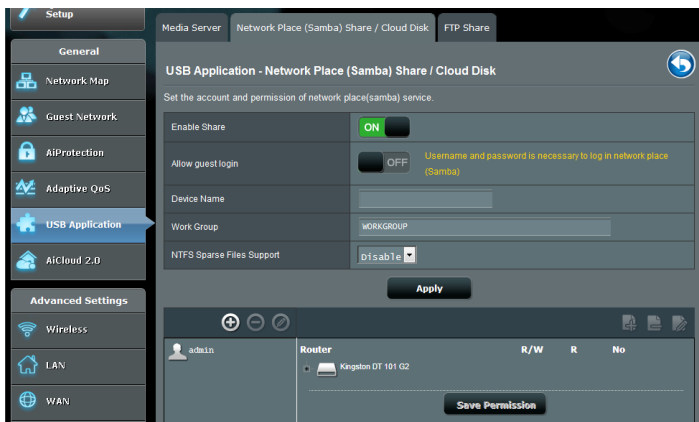 Setup
General
Network Map
Guest Network
AiProtection
Adaptive QoS
USB Application
AiCloud 2.0
Advanced Settings
Wireless
LAN
WAN
Media Server
Network Place (Samba) Share / Cloud Disk
FTP Share
USB Application - Network Place (Samba) Share / Cloud Disk
Set the account and permission of network place(samba) service.
Enable Share
ON
Allow guest login
OFF
Username and password is necessary to log in network place
(Samba)
Device Name
Work Group
WORKGROUP
NTFS Sparse Files Support
Disable
Apply
admin
Router
R/W
R
No
Kingston DT 101 G2
Save Permission